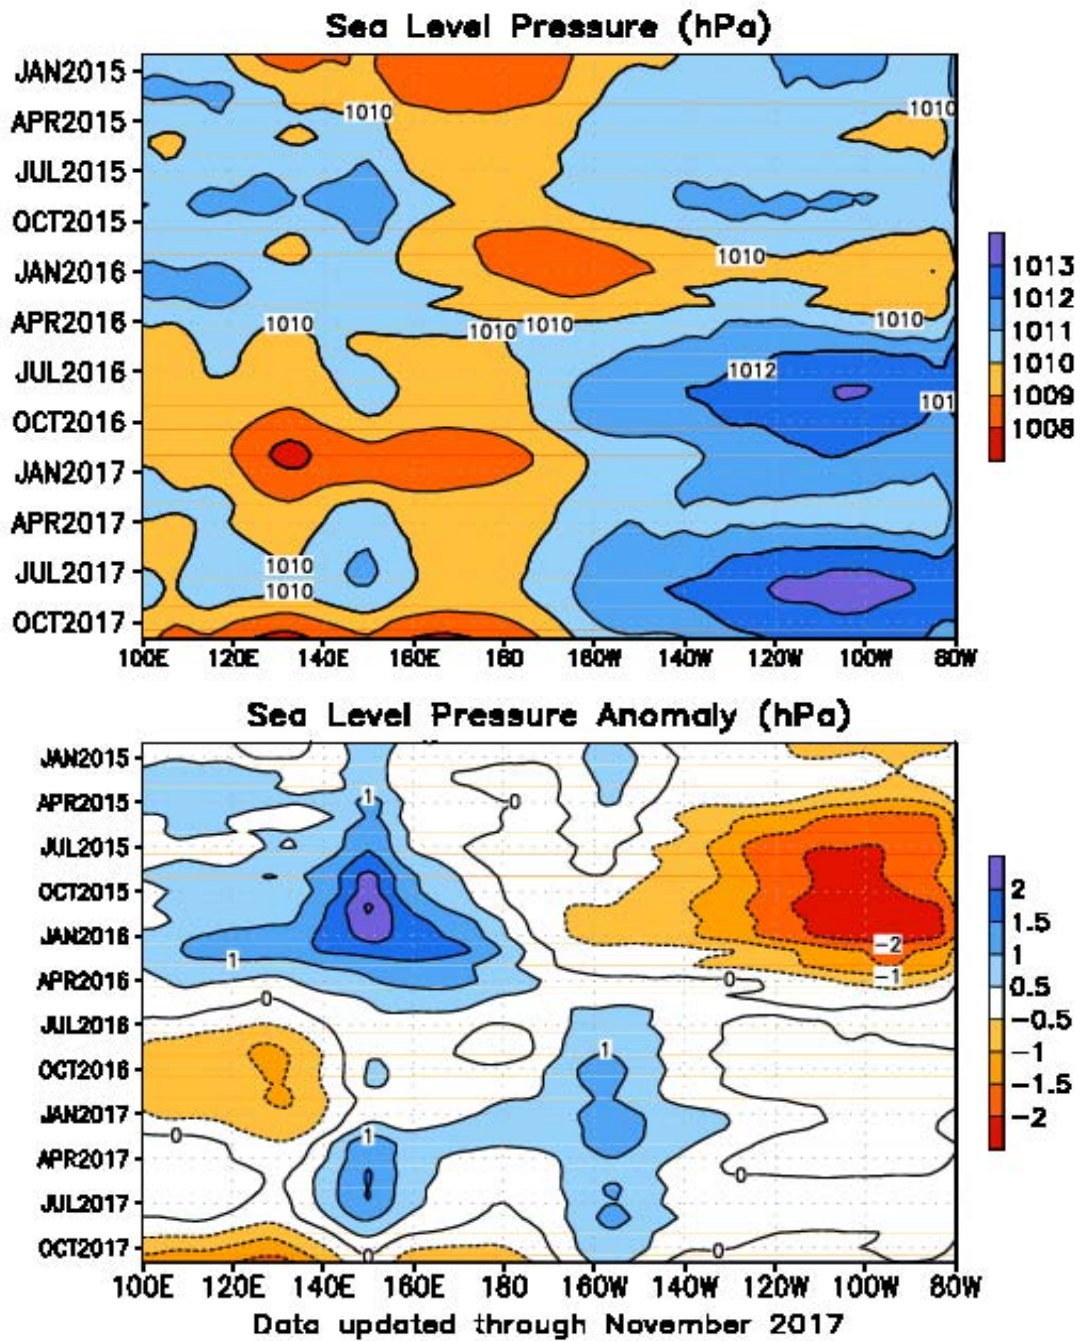 Sea Level Pressure (hPa)
JAN2015
APR2015
JUL2015
OCT2015
JAN2016
APR2016
JUL2016
OCT2016
JAN2017
APR2017
JUL2017
OCT2017
1010
1010
1010
1010
1010
1010
1010
1012
101
1010
1010
1013
1012
1011
1010
1009
1008
100E 120E 140E 160E 180 160W 140W 120W 100W 80W
Sea Level Pressure Anomaly (hPa)
JAN2015
APR2015
JUL2015
OCT2015
JAN2016
APR2016
JUL2016
OCT2016
JAN2017
APR2017
JUL2017
OCT2017
1
0
-2
1
-1
0
0
1
0
1
0
0
0
2
1.5
1
0.5
-0.5
-1
-1.5
-2
100E 120E 140E 160E 180 160W 140W 120W 100W 80W
Data updated through November 2017